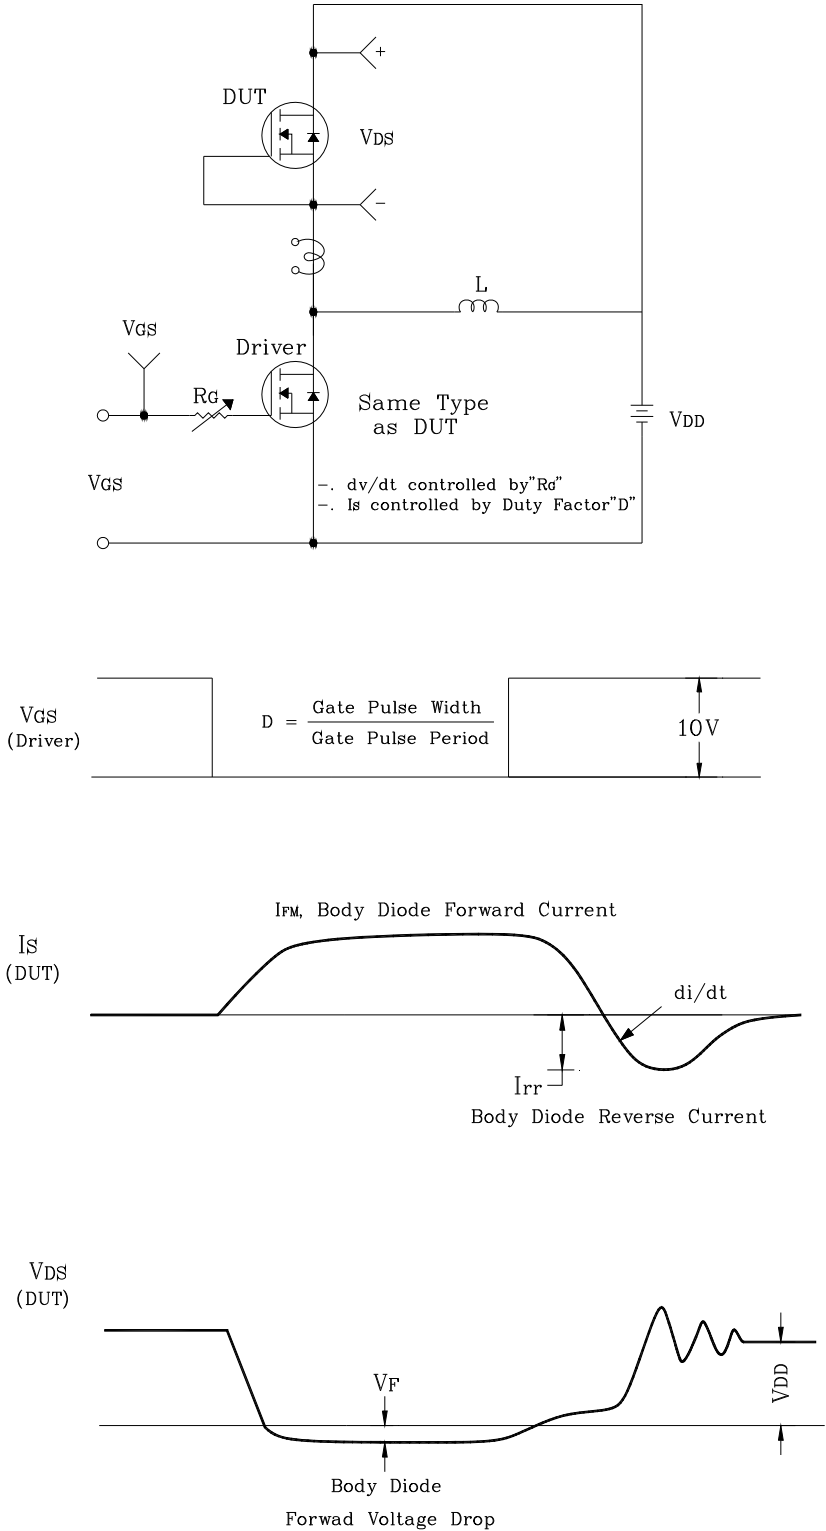 +
DUT
VDS
-
L
VGS
Driver
RG
Same Type
as DUT
VDD
VGS
-. dv/dt controlled by"RG"
-. Is controlled by Duty Factor"D"
VGS
(Driver)
D =
Gate Pulse Width
Gate Pulse Period
10V
IFM, Body Diode Forward Current
IS
(DUT)
di/dt
Irr
Body Diode Reverse Current
VDS
(DUT)
VF
VDD
Body Diode
Forwad Voltage Drop